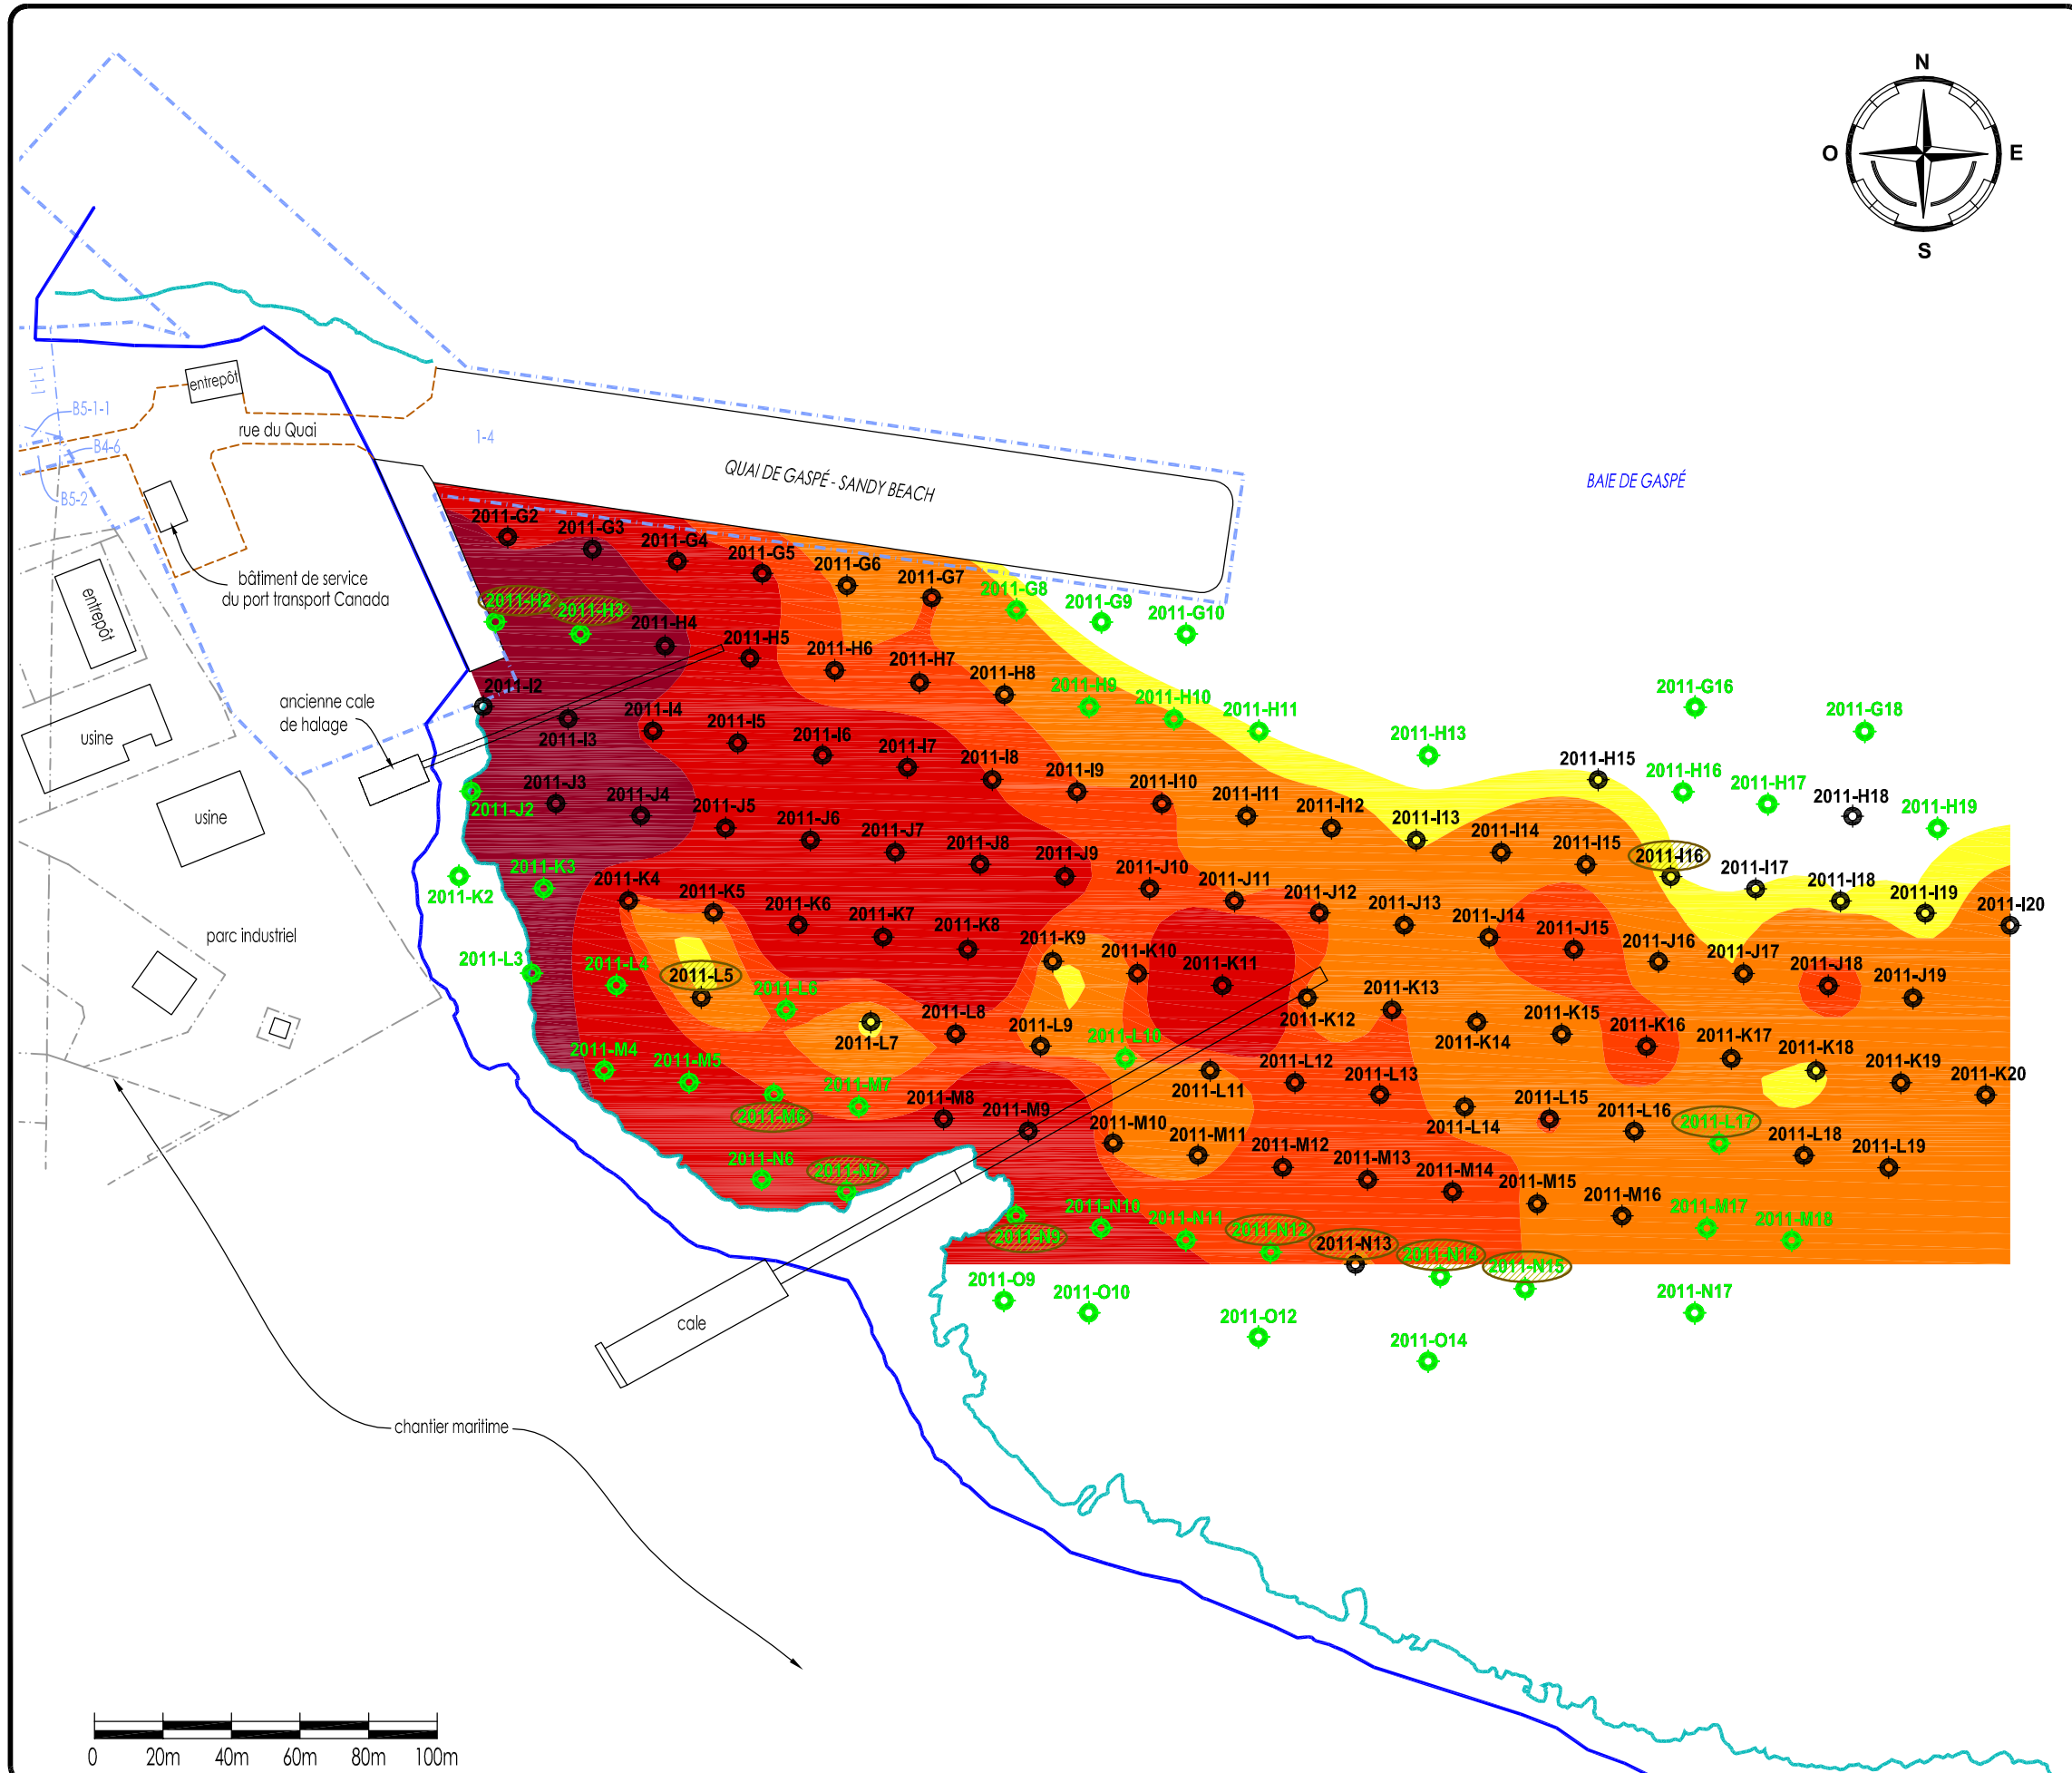 N
O
E
S
entrepôt
1-1-1
B5-1-1
rue du Quai
B4-6
1-4
B5-2
QUAI DE GASPÉ - SANDY BEACH
BAIE DE GASPÉ
bâtiment de service
du port transport Canada
entrepôt
2011-G2
2011-G3
2011-G4
2011-G5
2011-G6
2011-G7
2011-G8
2011-G9
2011-G10
2011-G16
2011-G18
2011-H2
2011-H3
2011-H4
2011-H5
2011-H6
2011-H7
2011-H8
2011-H9
2011-H10
2011-H11
2011-H13
2011-H15
2011-H16
2011-H17
2011-H18
2011-H19
ancienne cale
de halage
usine
usine
2011-I2
2011-I3
2011-I4
2011-I5
2011-I6
2011-I7
2011-I8
2011-I9
2011-I10
2011-I11
2011-I12
2011-I13
2011-I14
2011-I15
2011-I16
2011-I17
2011-I18
2011-I19
2011-I20
2011-J2
2011-J3
2011-J4
2011-J5
2011-J6
2011-J7
2011-J8
2011-J9
2011-J10
2011-J11
2011-J12
2011-J13
2011-J14
2011-J15
2011-J16
2011-J17
2011-J18
2011-J19
2011-K2
2011-K3
2011-K4
2011-K5
2011-K6
2011-K7
2011-K8
2011-K9
2011-K10
2011-K11
2011-K12
2011-K13
2011-K14
2011-K15
2011-K16
2011-K17
2011-K18
2011-K19
2011-K20
parc industriel
2011-L3
2011-L4
2011-L5
2011-L6
2011-L7
2011-L8
2011-L9
2011-L10
2011-L11
2011-L12
2011-L13
2011-L14
2011-L15
2011-L16
2011-L17
2011-L18
2011-L19
2011-M4
2011-M5
2011-M6
2011-M7
2011-M8
2011-M9
2011-M10
2011-M11
2011-M12
2011-M13
2011-M14
2011-M15
2011-M16
2011-M17
2011-M18
2011-N6
2011-N7
2011-N9
2011-N10
2011-N11
2011-N12
2011-N13
2011-N14
2011-N15
2011-N17
2011-O9
2011-O10
2011-O12
2011-O14
cale
chantier maritime
0 20m 40m 60m 80m 100m